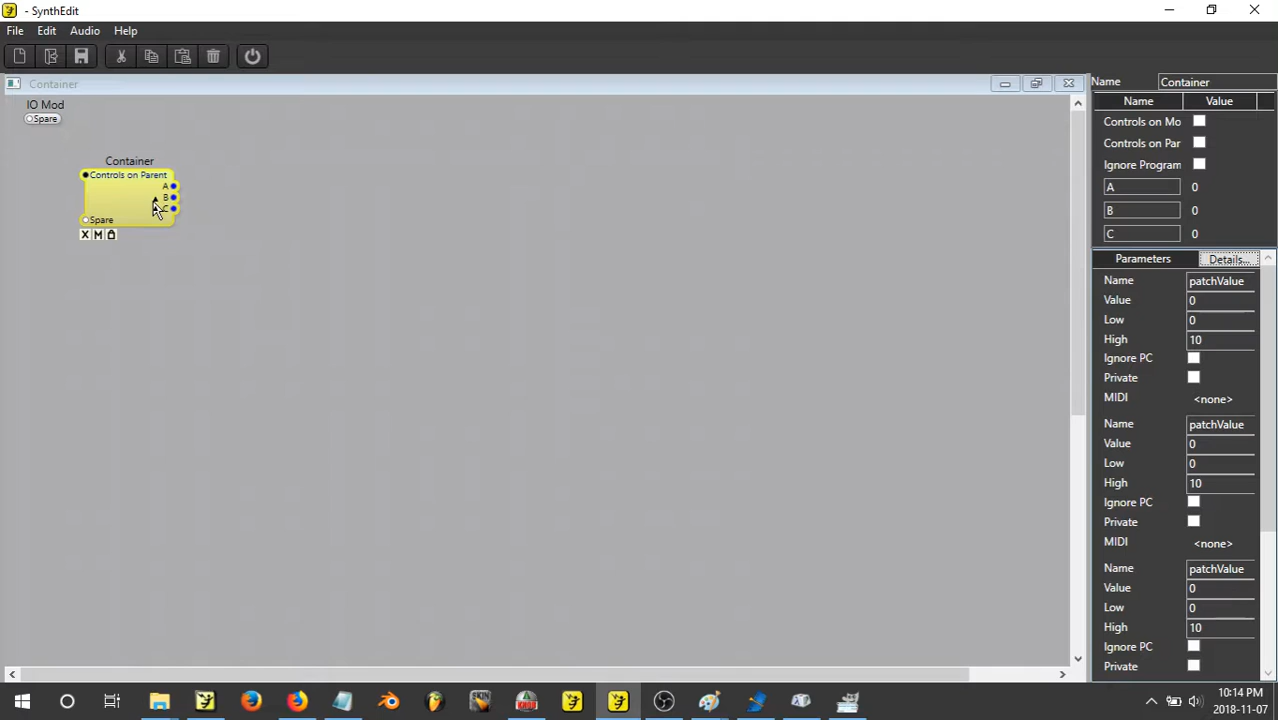 - SynthEdit
File Edit Audio Help
Container
IO Mod
Spare
Container
Controls on Parent
A
B
C
Spare
X M
Name Container
Name Value
Controls on Mo
Controls on Par
Ignore Program
A 0
B 0
C 0
Parameters Details...
Name patchValue
Value 0
Low 0
High 10
Ignore PC
Private
MIDI <none>
Name patchValue
Value 0
Low 0
High 10
Ignore PC
Private
MIDI <none>
Name patchValue
Value 0
Low 0
High 10
Ignore PC
Private
10:14 PM
2018-11-07